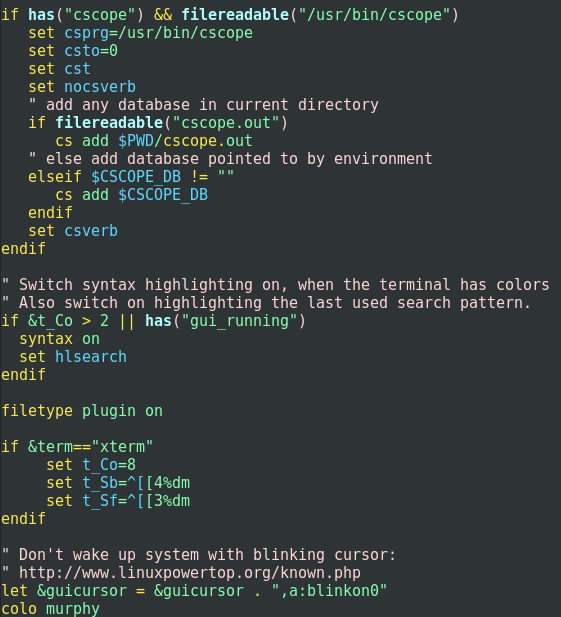 if has("cscope") && filereadable("/usr/bin/cscope")
   set csprg=/usr/bin/cscope
   set csto=0
   set cst
   set nocsverb
   " add any database in current directory
   if filereadable("cscope.out")
      cs add $PWD/cscope.out
   " else add database pointed to by environment
   elseif $CSCOPE_DB != ""
      cs add $CSCOPE_DB
   endif
   set csverb
endif

" Switch syntax highlighting on, when the terminal has colors
" Also switch on highlighting the last used search pattern.
if &t_Co > 2 || has("gui_running")
  syntax on
  set hlsearch
endif

filetype plugin on

if &term=="xterm"
     set t_Co=8
     set t_Sb=^[[4%dm
     set t_Sf=^[[3%dm
endif

" Don't wake up system with blinking cursor:
" http://www.linuxpowertop.org/known.php
let &guicursor = &guicursor . ",a:blinkon0"
colo murphy